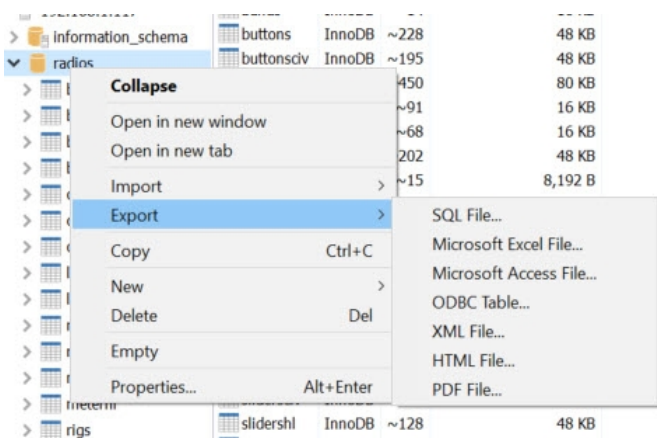 information_schema
radios
buttons InnoDB ~228 48 KB
buttonsciv InnoDB ~195 48 KB
450 80 KB
~91 16 KB
~68 16 KB
202 48 KB
~15 8,192 B
Collapse
Open in new window
Open in new tab
Import
Export
Copy Ctrl+C
New
Delete Del
Empty
Properties... Alt+Enter
SQL File...
Microsoft Excel File...
Microsoft Access File...
ODBC Table...
XML File...
HTML File...
PDF File...
rigs
slidershl InnoDB ~128 48 KB